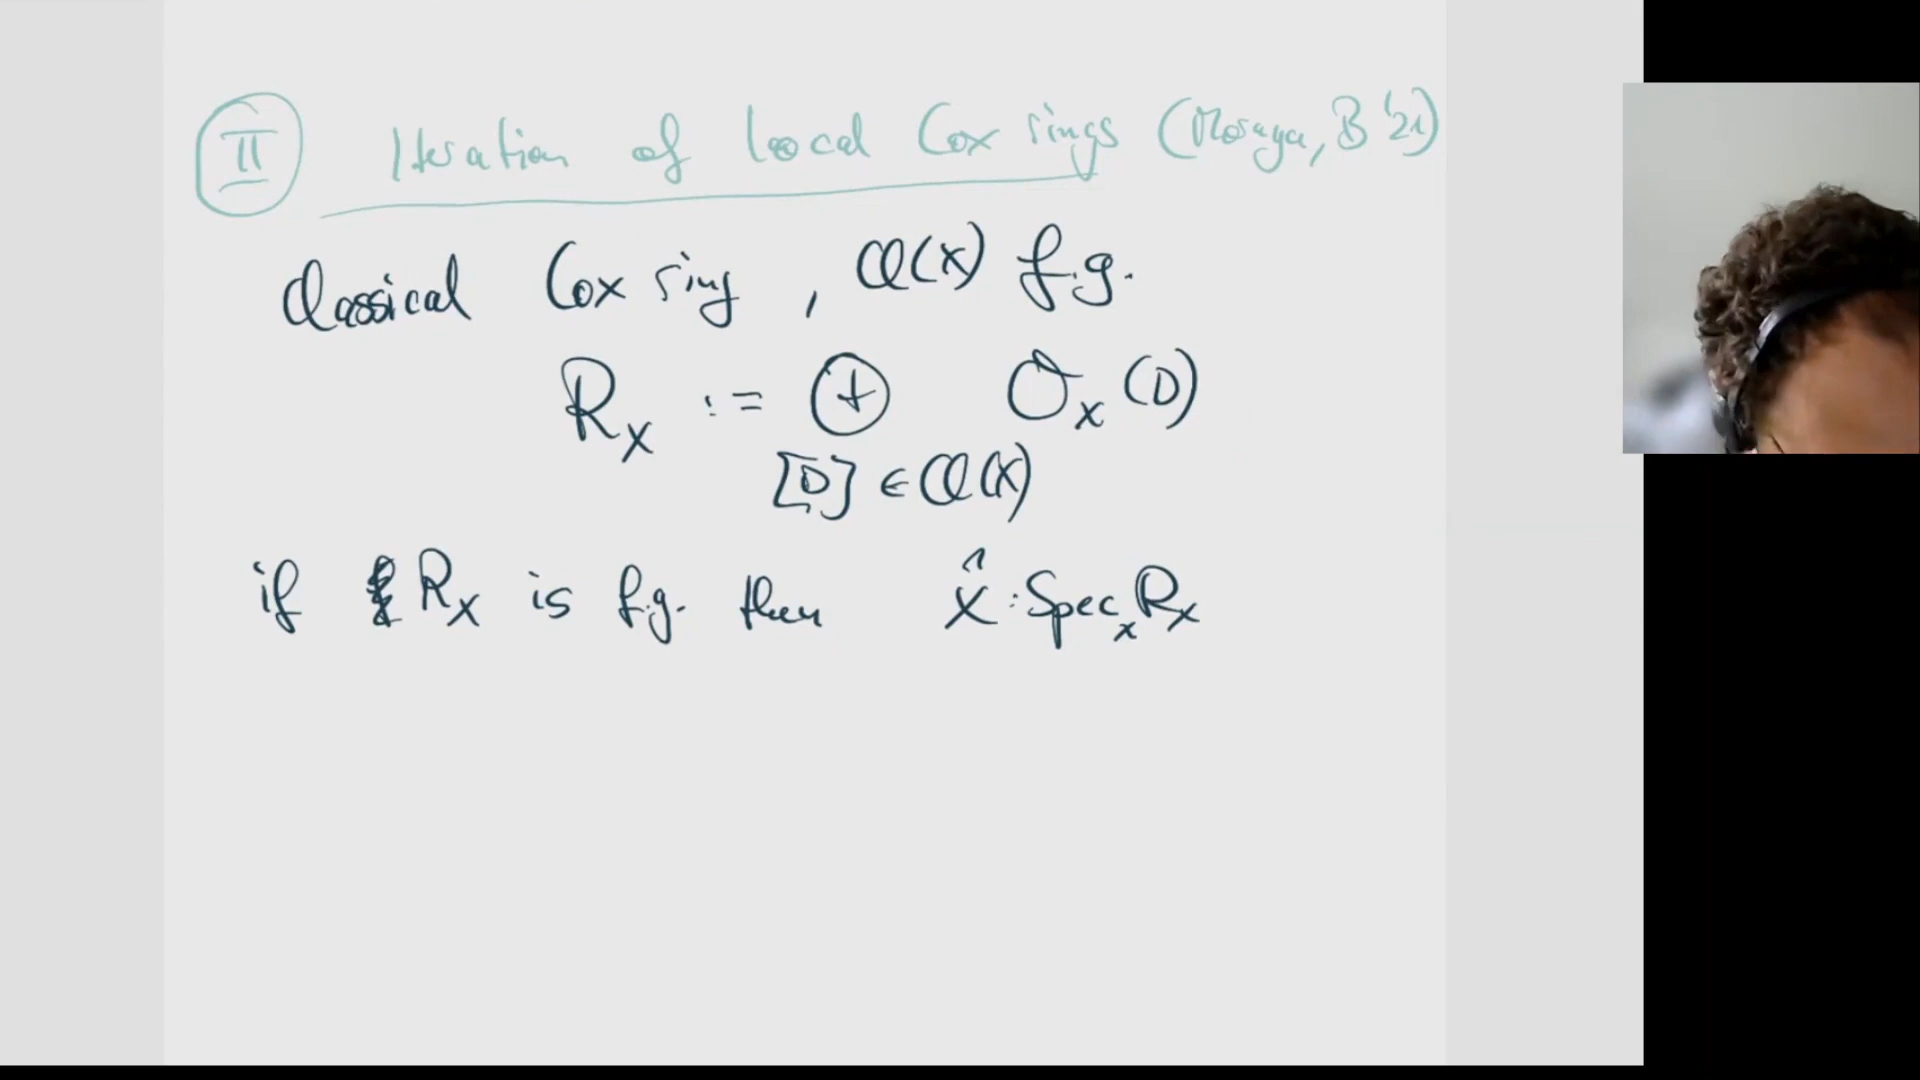 II Iteration of local Cox rings (Moraga, B '21)
Classical Cox ring, Cl(X) f.g.
R_X := ⊕ O_X(D)
[D] ∈ Cl(X)
if R_X is f.g. then X̂ : Spec_X R_X